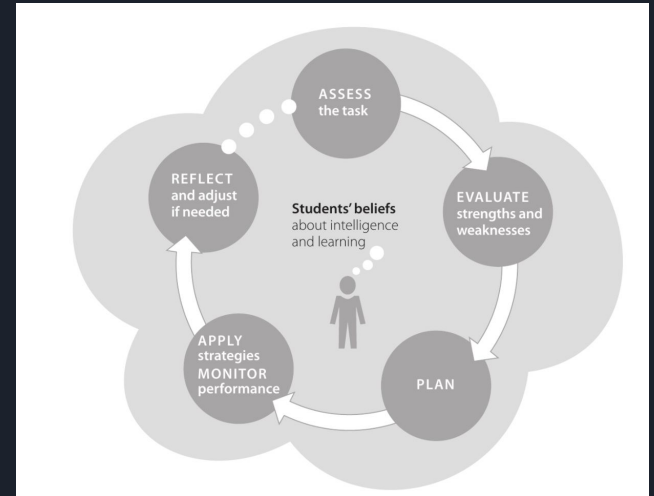 ASSESS
the task
EVALUATE
strengths and
weaknesses
PLAN
APPLY
strategies
MONITOR
performance
REFLECT
and adjust
if needed
Students’ beliefs
about intelligence
and learning